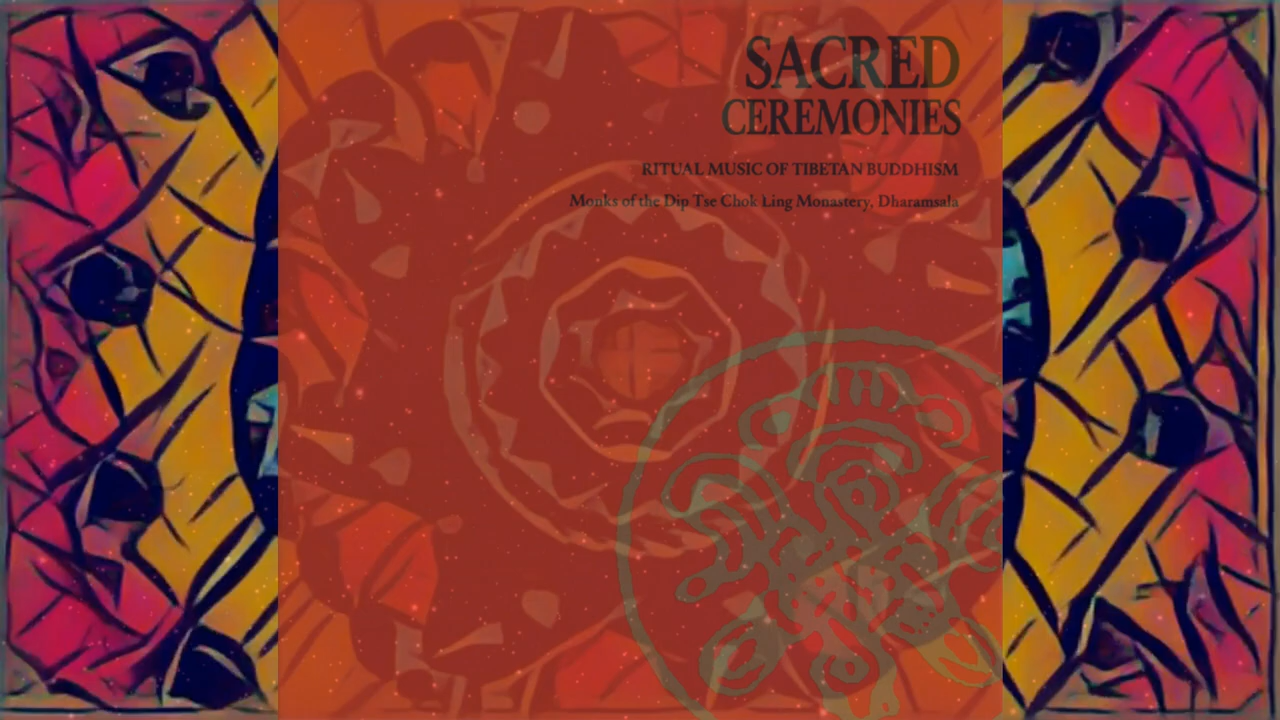 SACRED
CEREMONIES
RITUAL MUSIC OF TIBETAN BUDDHISM
Monks of the Dip Tse Chok Ling Monastery, Dharamsala